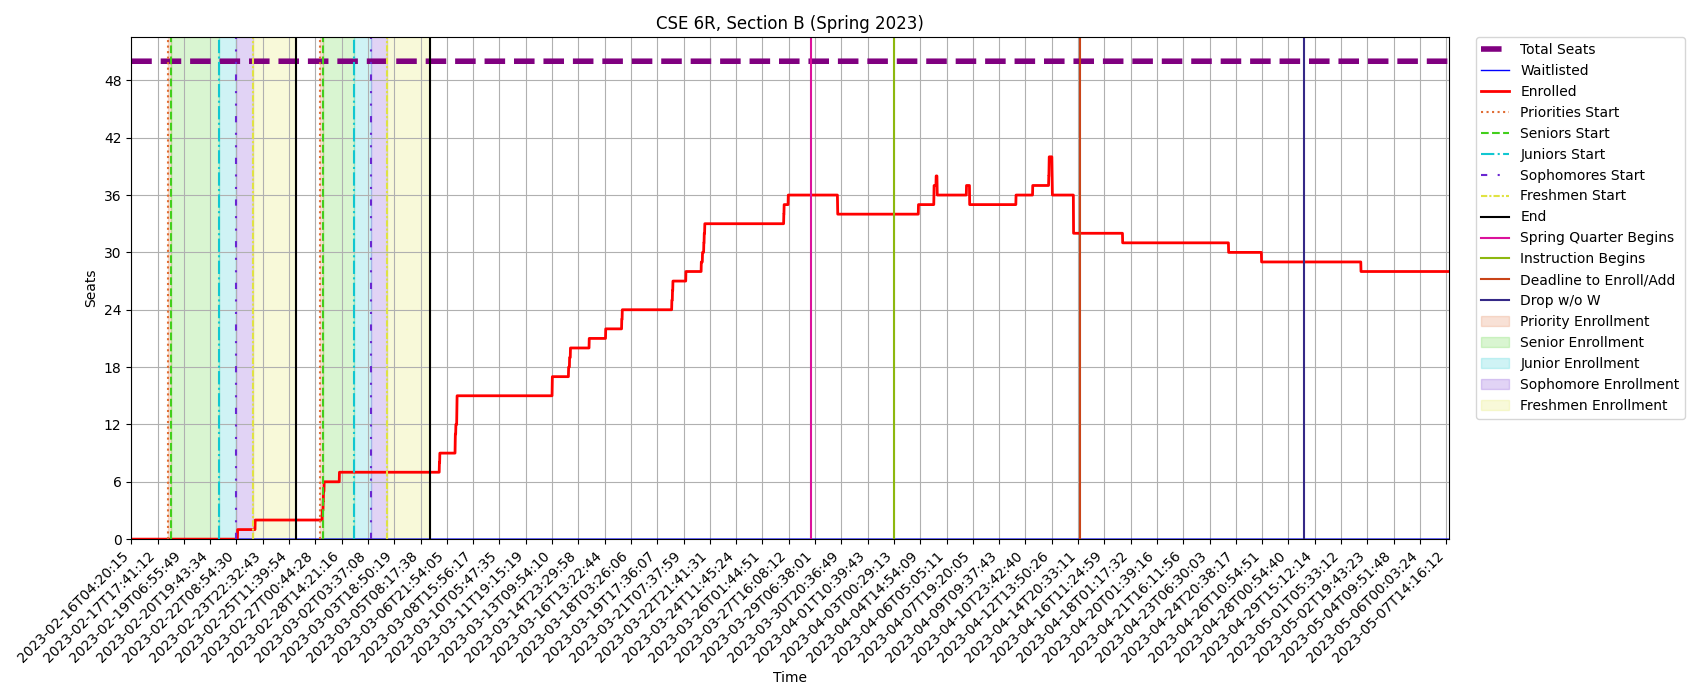 CSE 6R, Section B (Spring 2023)
Seats
48
42
36
30
24
18
12
6
0
2023-02-16T04:20:15
2023-02-17T17:41:12
2023-02-19T06:55:49
2023-02-20T19:43:34
2023-02-22T08:54:30
2023-02-23T22:32:43
2023-02-25T11:39:54
2023-02-27T00:44:28
2023-02-28T14:21:16
2023-03-02T03:37:08
2023-03-03T18:50:19
2023-03-05T08:17:38
2023-03-06T21:54:05
2023-03-08T15:56:17
2023-03-10T05:47:35
2023-03-11T19:15:19
2023-03-13T09:54:10
2023-03-14T23:29:58
2023-03-16T13:22:44
2023-03-18T03:26:06
2023-03-19T17:36:07
2023-03-21T07:37:59
2023-03-22T21:41:31
2023-03-24T11:45:24
2023-03-26T01:44:51
2023-03-27T16:08:12
2023-03-29T06:38:01
2023-03-30T20:36:49
2023-04-01T10:39:43
2023-04-03T00:29:13
2023-04-04T14:54:09
2023-04-06T05:05:11
2023-04-07T19:20:05
2023-04-09T09:37:43
2023-04-10T23:42:40
2023-04-12T13:50:26
2023-04-14T20:33:11
2023-04-16T11:24:59
2023-04-18T01:17:32
2023-04-20T01:39:16
2023-04-21T16:11:56
2023-04-23T06:30:03
2023-04-24T20:38:17
2023-04-26T10:54:51
2023-04-28T00:54:40
2023-04-29T15:12:14
2023-05-01T05:33:12
2023-05-02T19:43:23
2023-05-04T09:51:48
2023-05-06T00:03:24
2023-05-07T14:16:12
Time
Total Seats
Waitlisted
Enrolled
Priorities Start
Seniors Start
Juniors Start
Sophomores Start
Freshmen Start
End
Spring Quarter Begins
Instruction Begins
Deadline to Enroll/Add
Drop w/o W
Priority Enrollment
Senior Enrollment
Junior Enrollment
Sophomore Enrollment
Freshmen Enrollment